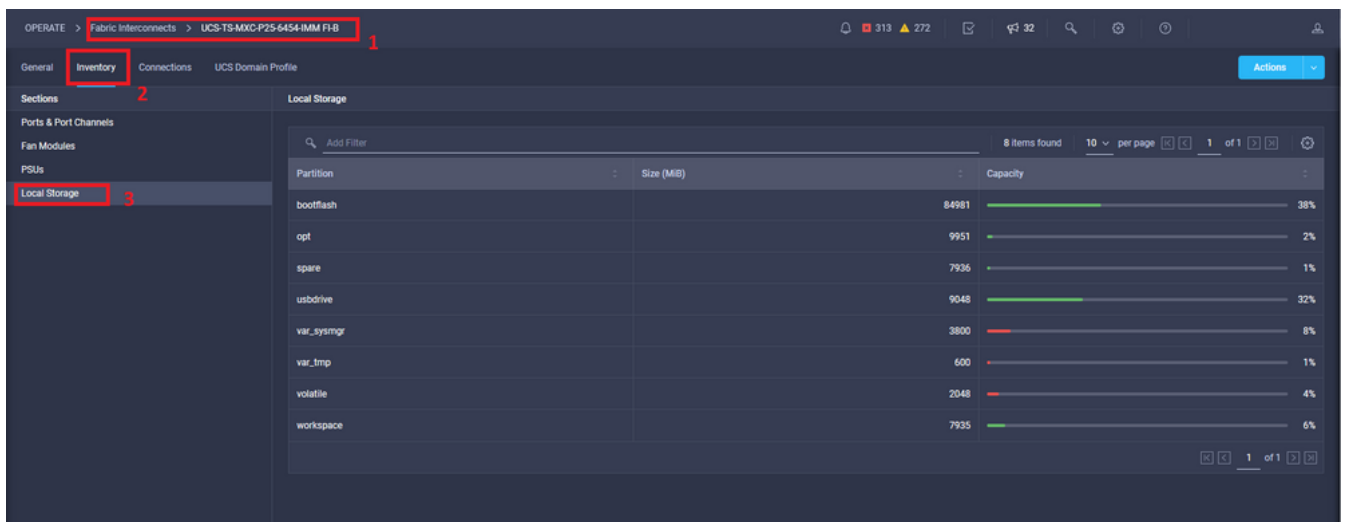 OPERATE > Fabric Interconnects > UCS-TS-MXC-P25-6454-IMM FI-B 313 272 32
1
General Inventory Connections UCS Domain Profile Actions
2
Sections Local Storage
Ports & Port Channels
Fan Modules Add Filter 8 items found 10 per page 1 of 1
PSUs Partition Size (MiB) Capacity
Local Storage 3
bootflash 84981 38%
opt 9951 2%
spare 7936 1%
usbdrive 9048 32%
var_sysmgr 3800 8%
var_tmp 600 1%
volatile 2048 4%
workspace 7935 6%
1 of 1